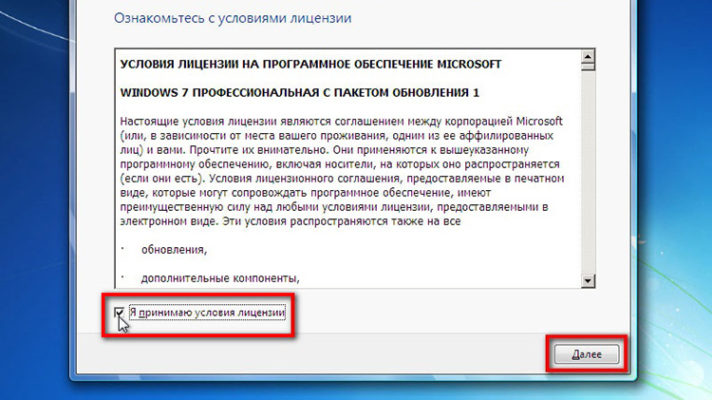 Ознакомьтесь с условиями лицензии
УСЛОВИЯ ЛИЦЕНЗИИ НА ПРОГРАММНОЕ ОБЕСПЕЧЕНИЕ MICROSOFT
WINDOWS 7 ПРОФЕССИОНАЛЬНАЯ С ПАКЕТОМ ОБНОВЛЕНИЯ 1
Настоящие условия лицензии являются соглашением между корпорацией Microsoft
(или, в зависимости от места вашего проживания, одним из ее аффилированных
лиц) и вами. Прочтите их внимательно. Они применяются к вышеуказанному
программному обеспечению, включая носители, на которых оно распространяется
(если они есть). Условия лицензионного соглашения, предоставляемые в печатном
виде, которые могут сопровождать программное обеспечение, имеют
преимущественную силу над любыми условиями лицензии, предоставляемыми в
электронном виде. Эти условия распространяются также на все
· обновления,
· дополнительные компоненты,
Я принимаю условия лицензии
Далее